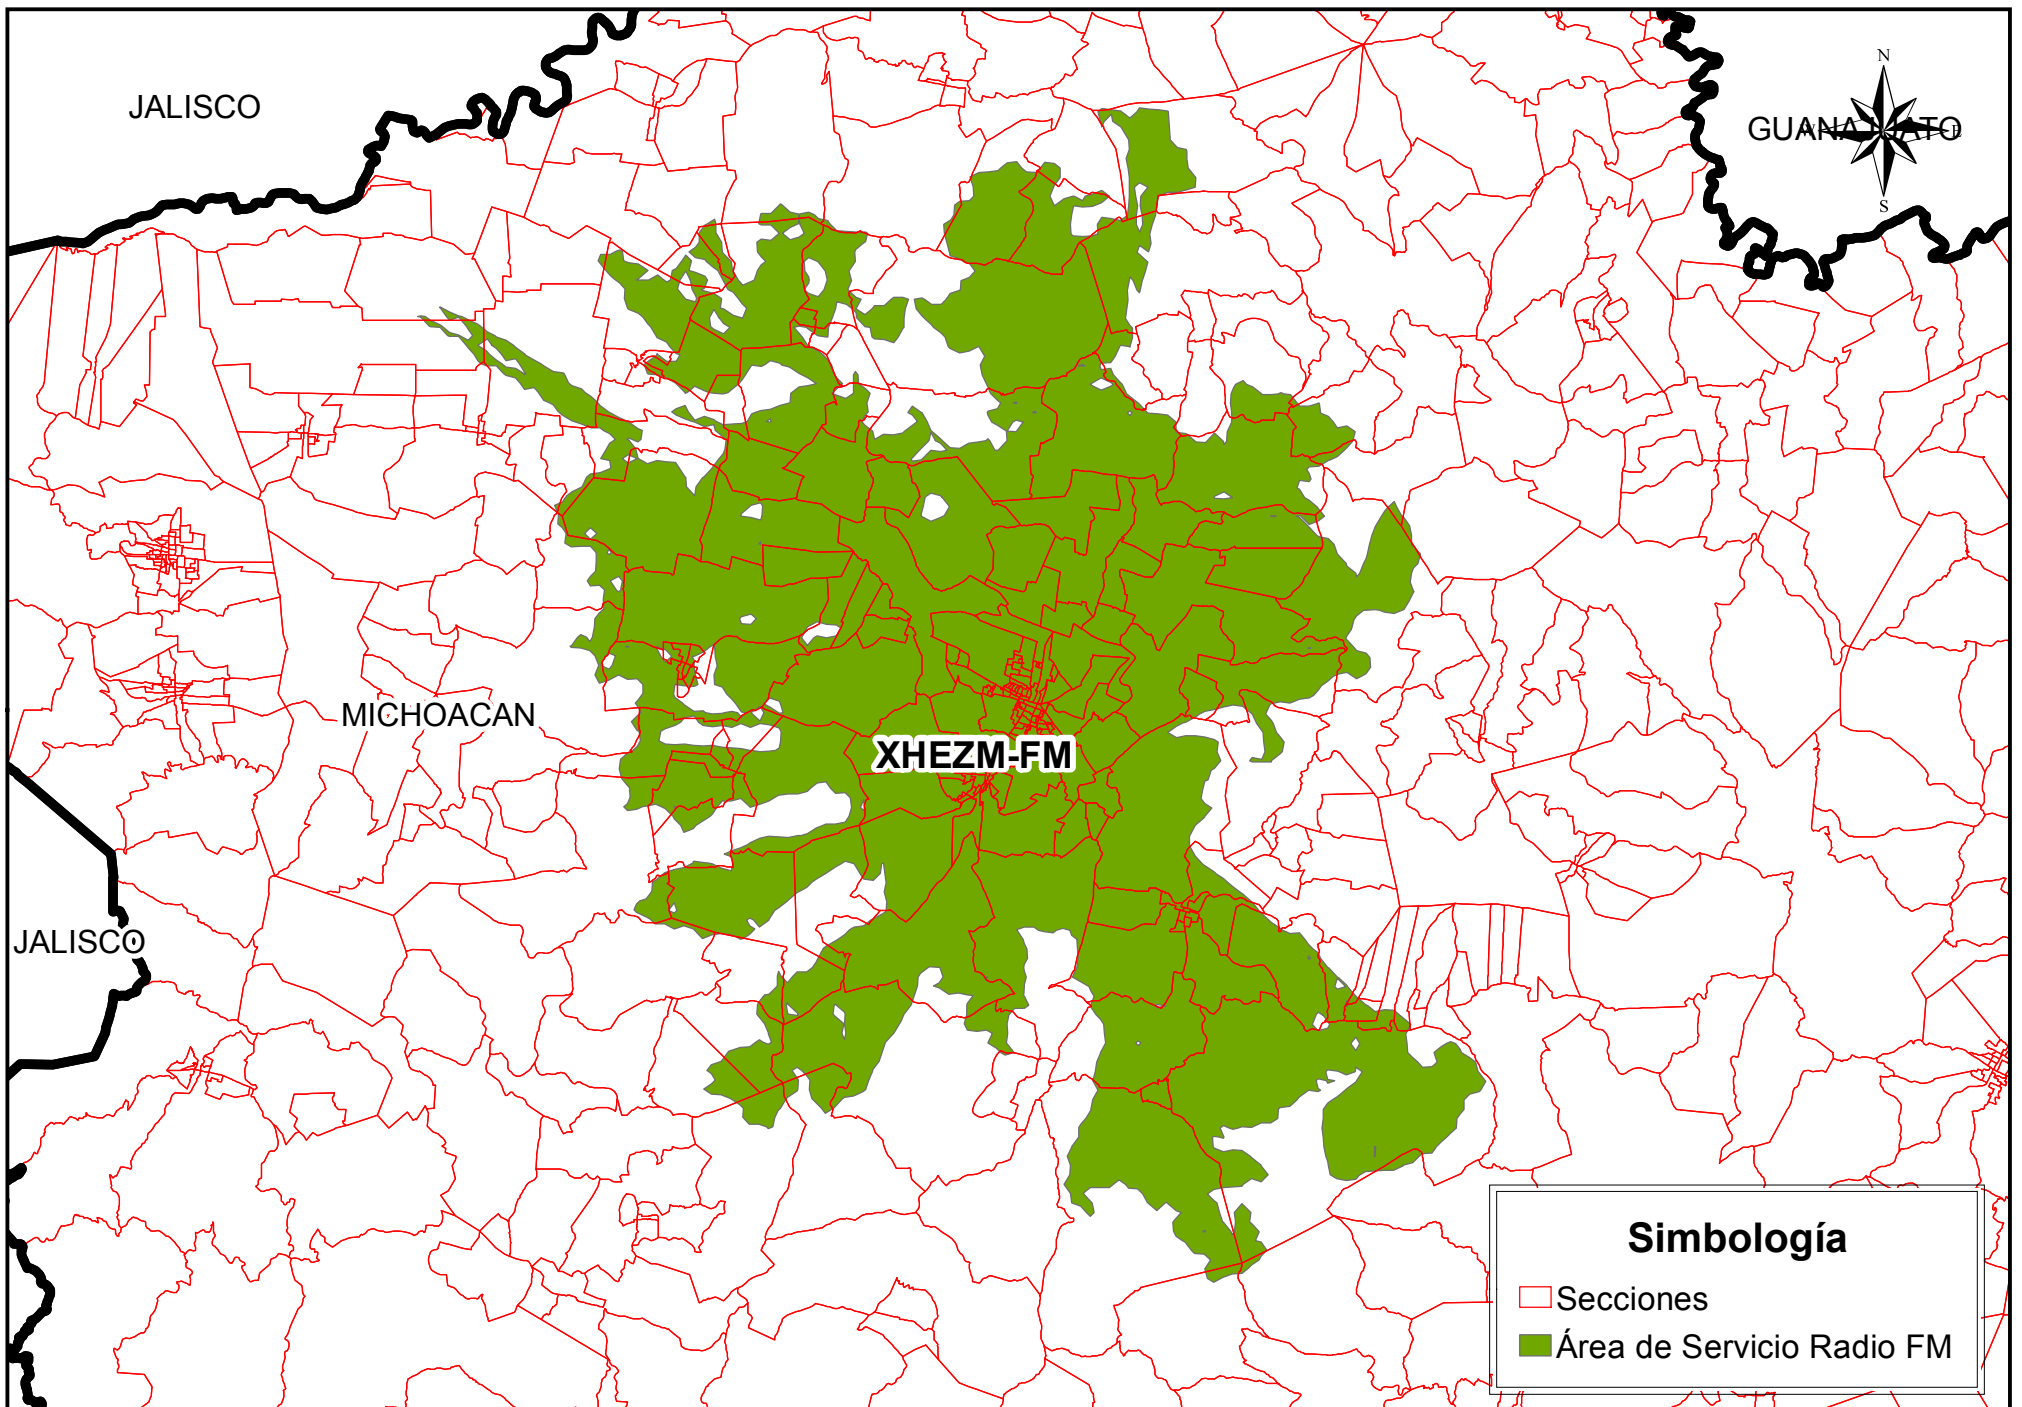 JALISCO
N
GUANAJUATO
E
S
MICHOACAN
XHEZM-FM
JALISCO
Simbología
Secciones
Área de Servicio Radio FM